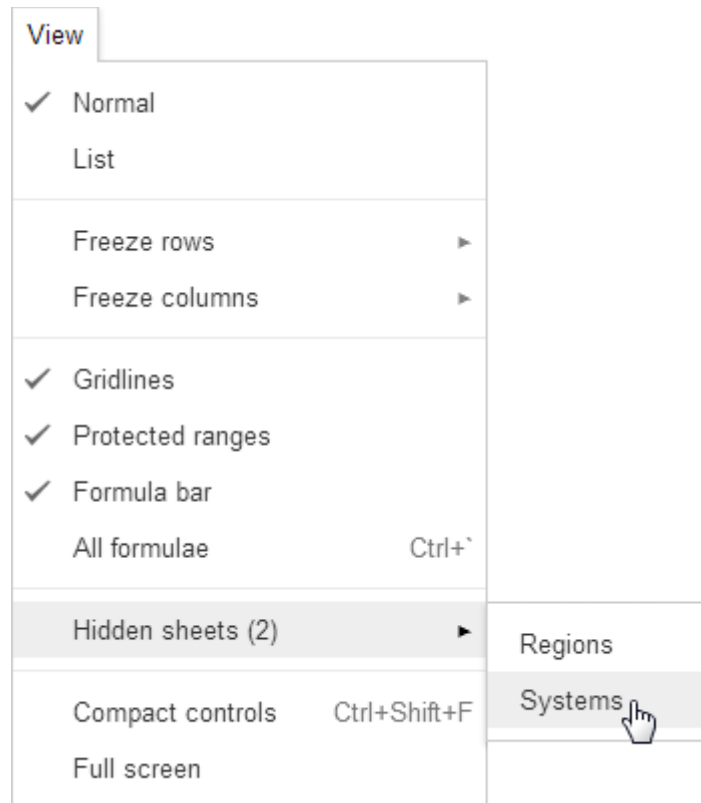 View
Normal
List
Freeze rows
Freeze columns
Gridlines
Protected ranges
Formula bar
All formulae Ctrl+`
Hidden sheets (2)
Regions
Systems
Compact controls Ctrl+Shift+F
Full screen